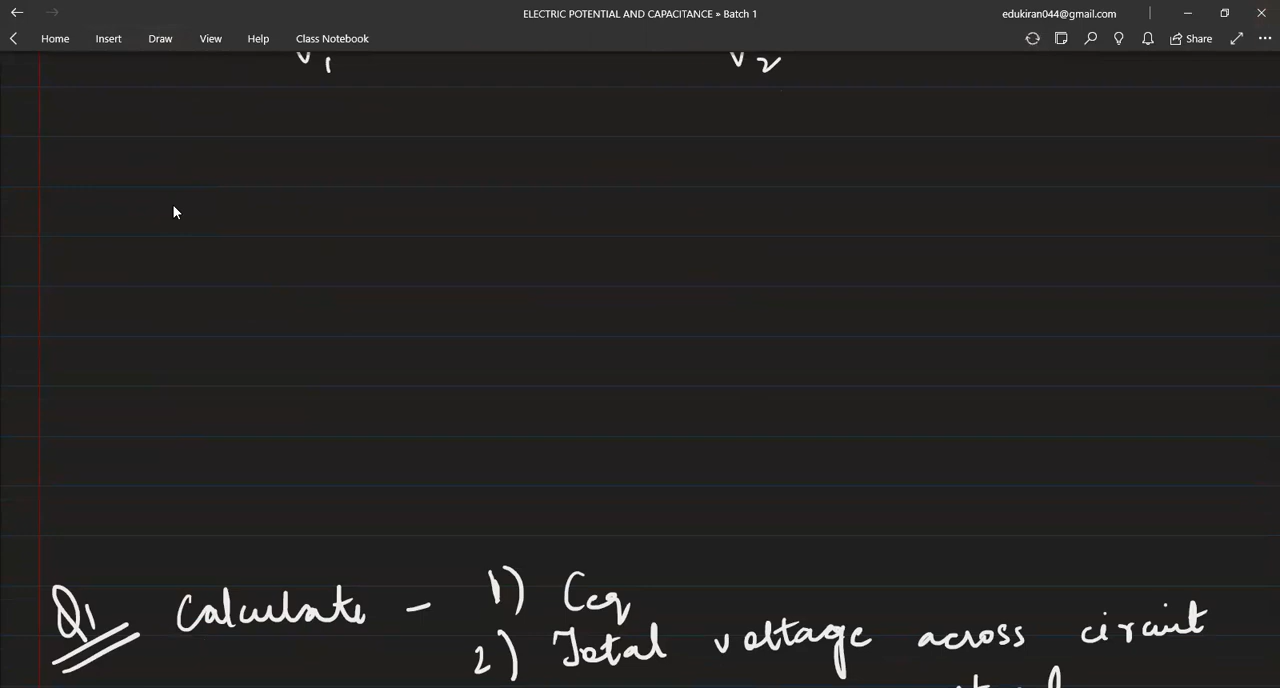 ELECTRIC POTENTIAL AND CAPACITANCE » Batch 1
edukiran044@gmail.com
Home Insert Draw View Help Class Notebook Share
V1 V2
Q1 Calculate - 1) Ceq
2) Total voltage across circuit